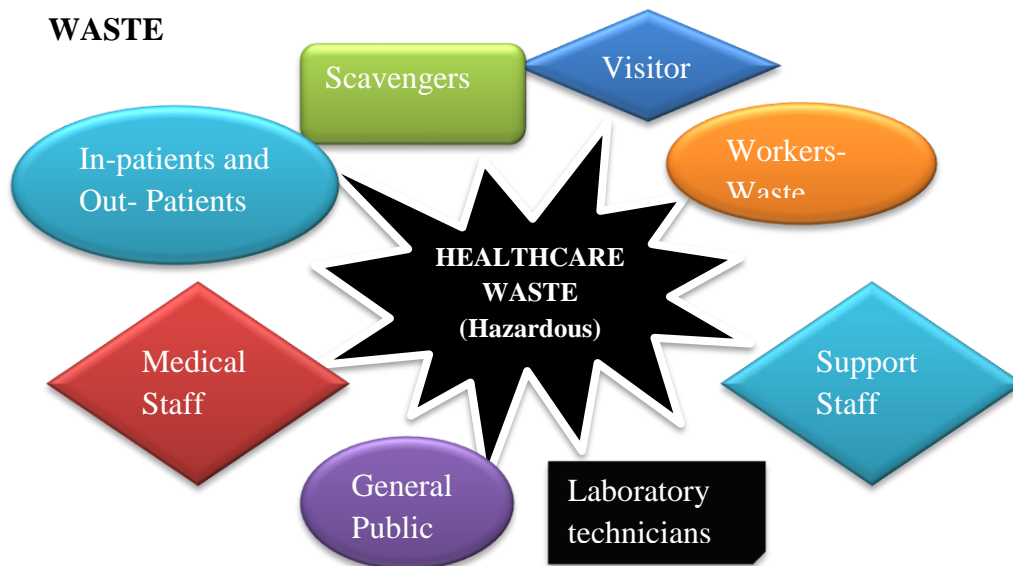 WASTE
Scavengers
Visitor
In-patients and
Out- Patients
Workers-
Waste
HEALTHCARE
WASTE
(Hazardous)
Medical
Staff
Support
Staff
General
Public
Laboratory
technicians